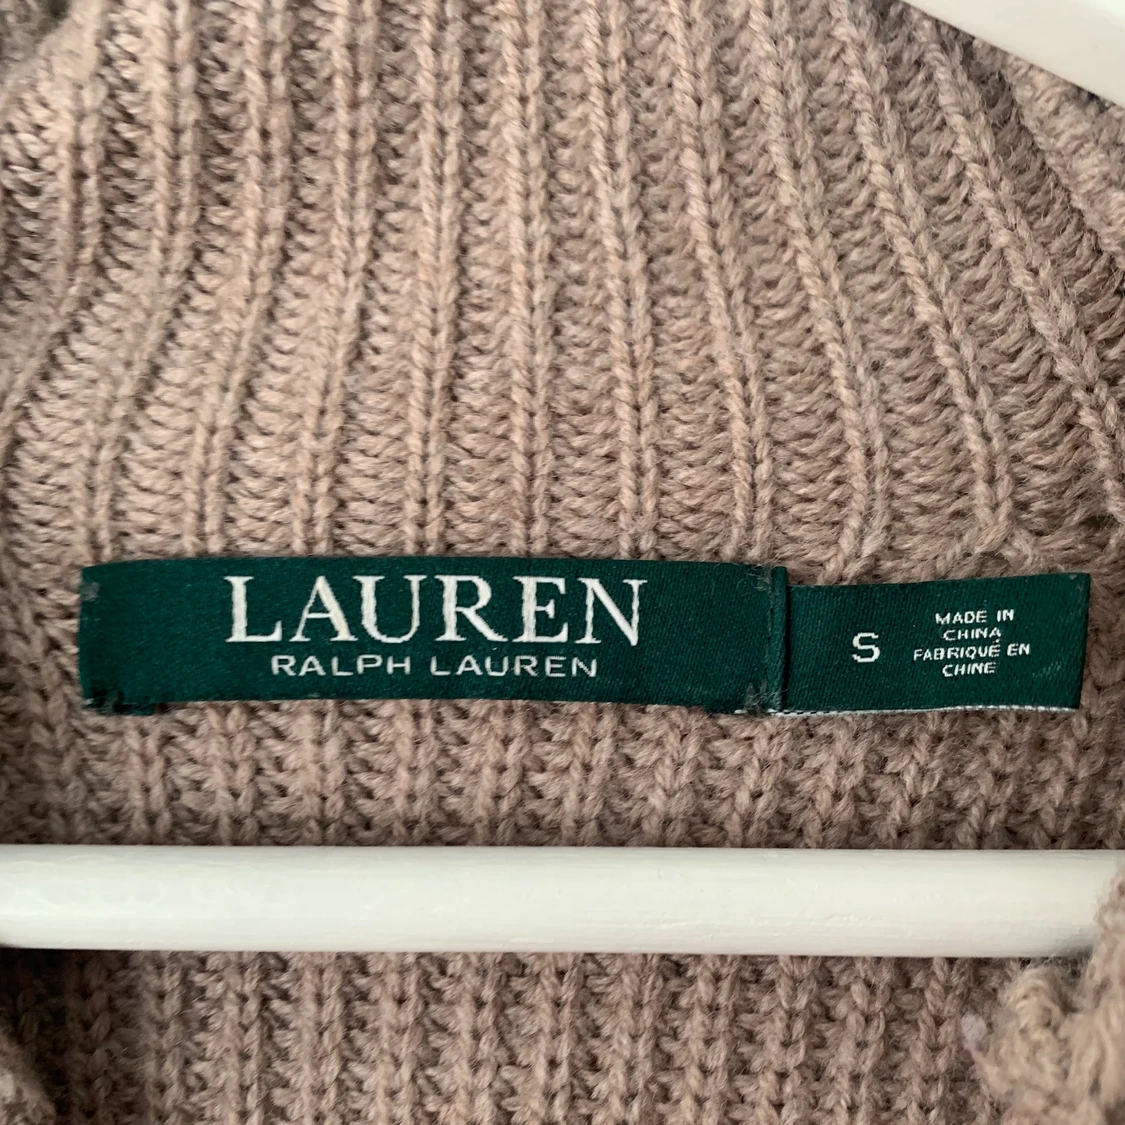 LAUREN
RALPH LAUREN
S
MADE IN
CHINA
FABRIQUÉ EN
CHINE